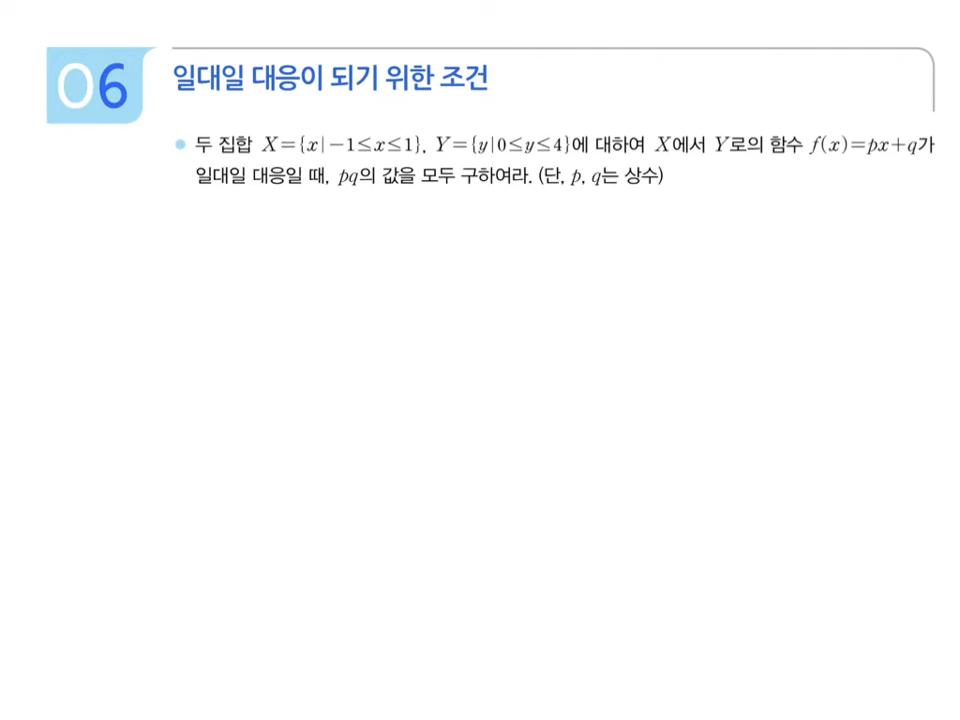 06 일대일 대응이 되기 위한 조건
두 집합 X={x|−1≤x≤1}, Y={y|0≤y≤4}에 대하여 X에서 Y로의 함수 f(x)=px+q가
일대일 대응일 때, pq의 값을 모두 구하여라. (단, p, q는 상수)